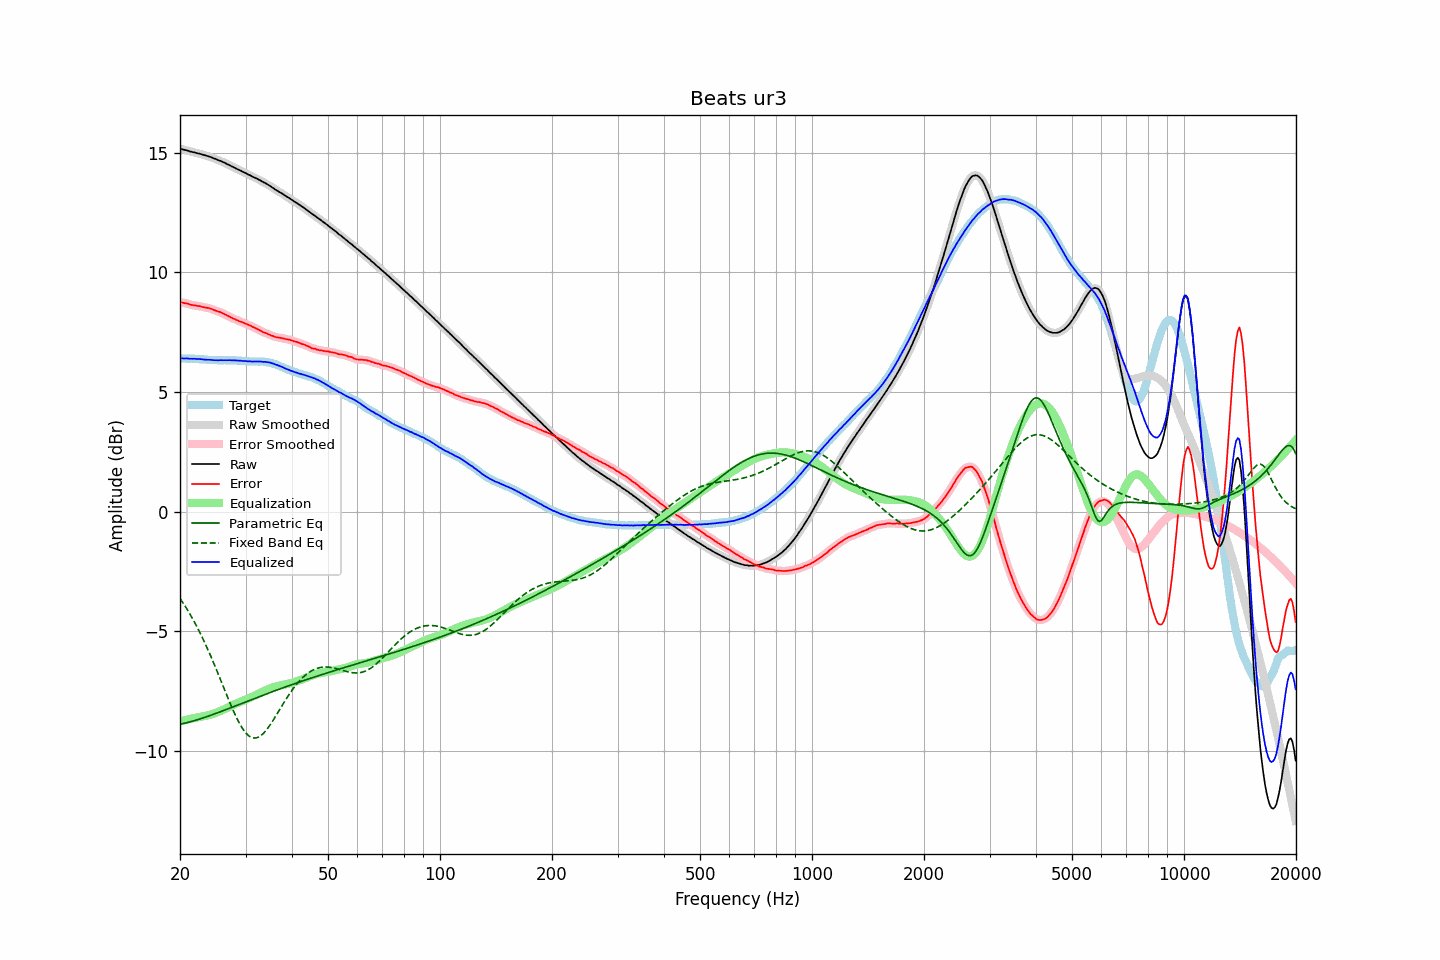 Beats ur3
Amplitude (dBr)
15
10
5
0
−5
−10
Target
Raw Smoothed
Error Smoothed
Raw
Error
Equalization
Parametric Eq
Fixed Band Eq
Equalized
20
50
100
200
500
1000
2000
5000
10000
20000
Frequency (Hz)